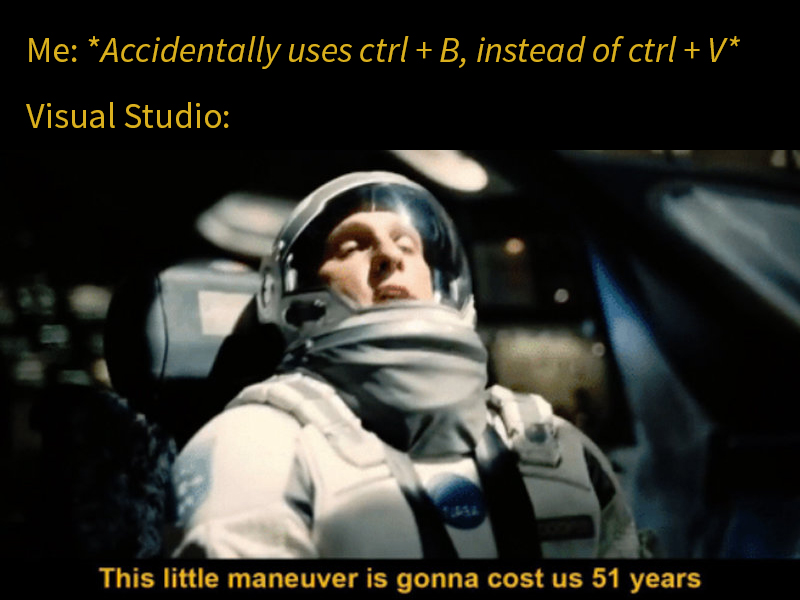 Me: *Accidentally uses ctrl + B, instead of ctrl + V*
Visual Studio:
This little maneuver is gonna cost us 51 years